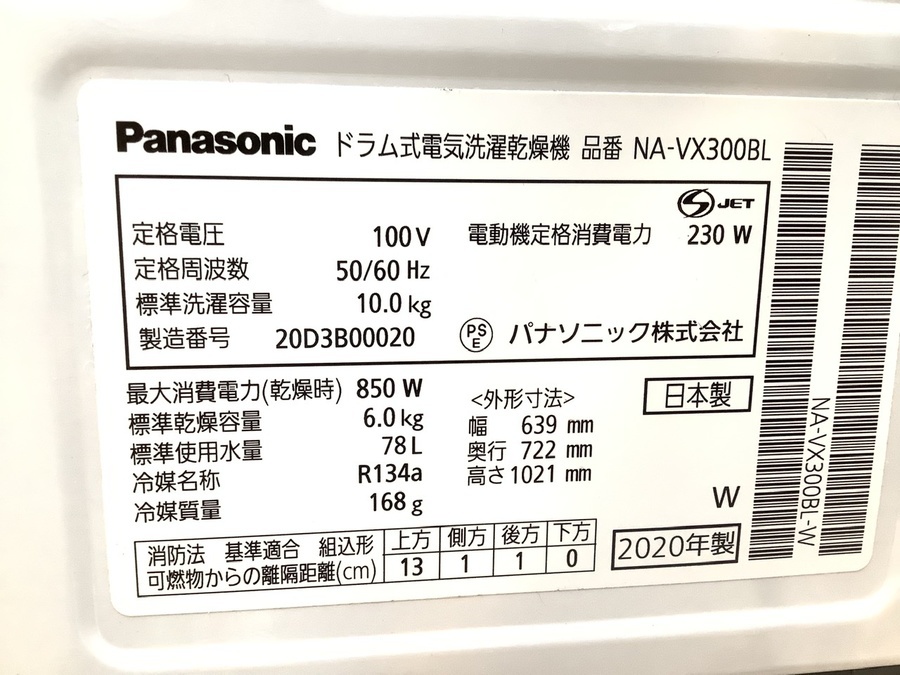 Panasonic ドラム式電気洗濯乾燥機 品番 NA-VX300BL
JET
定格電圧 100 V 電動機定格消費電力 230 W
定格周波数 50/60 Hz
標準洗濯容量 10.0 kg
製造番号 20D3B00020 PSE パナソニック株式会社
最大消費電力(乾燥時) 850 W
標準乾燥容量 6.0 kg
標準使用水量 78 L
冷媒名称 R134a
冷媒質量 168 g
<外形寸法>
幅 639 mm
奥行 722 mm
高さ 1021 mm
日本製
W
消防法 基準適合 組込形 上方 側方 後方 下方
可燃物からの離隔距離(cm) 13 1 1 0
2020年製
NA-VX300BL-W